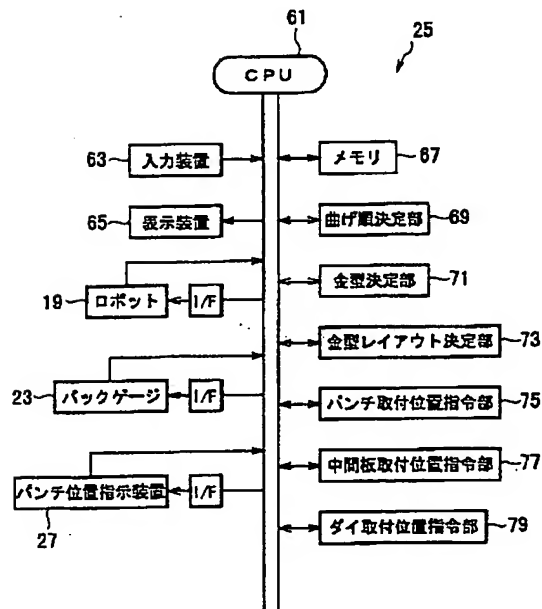 61
25
CPU
63 入力装置
メモリ 67
65 表示装置
曲げ順決定部 69
19 ロボット I/F
金型決定部 71
金型レイアウト決定部 73
23 バックゲージ I/F
パンチ取付位置指令部 75
パンチ位置指示装置 I/F
27
中間板取付位置指令部 77
ダイ取付位置指令部 79